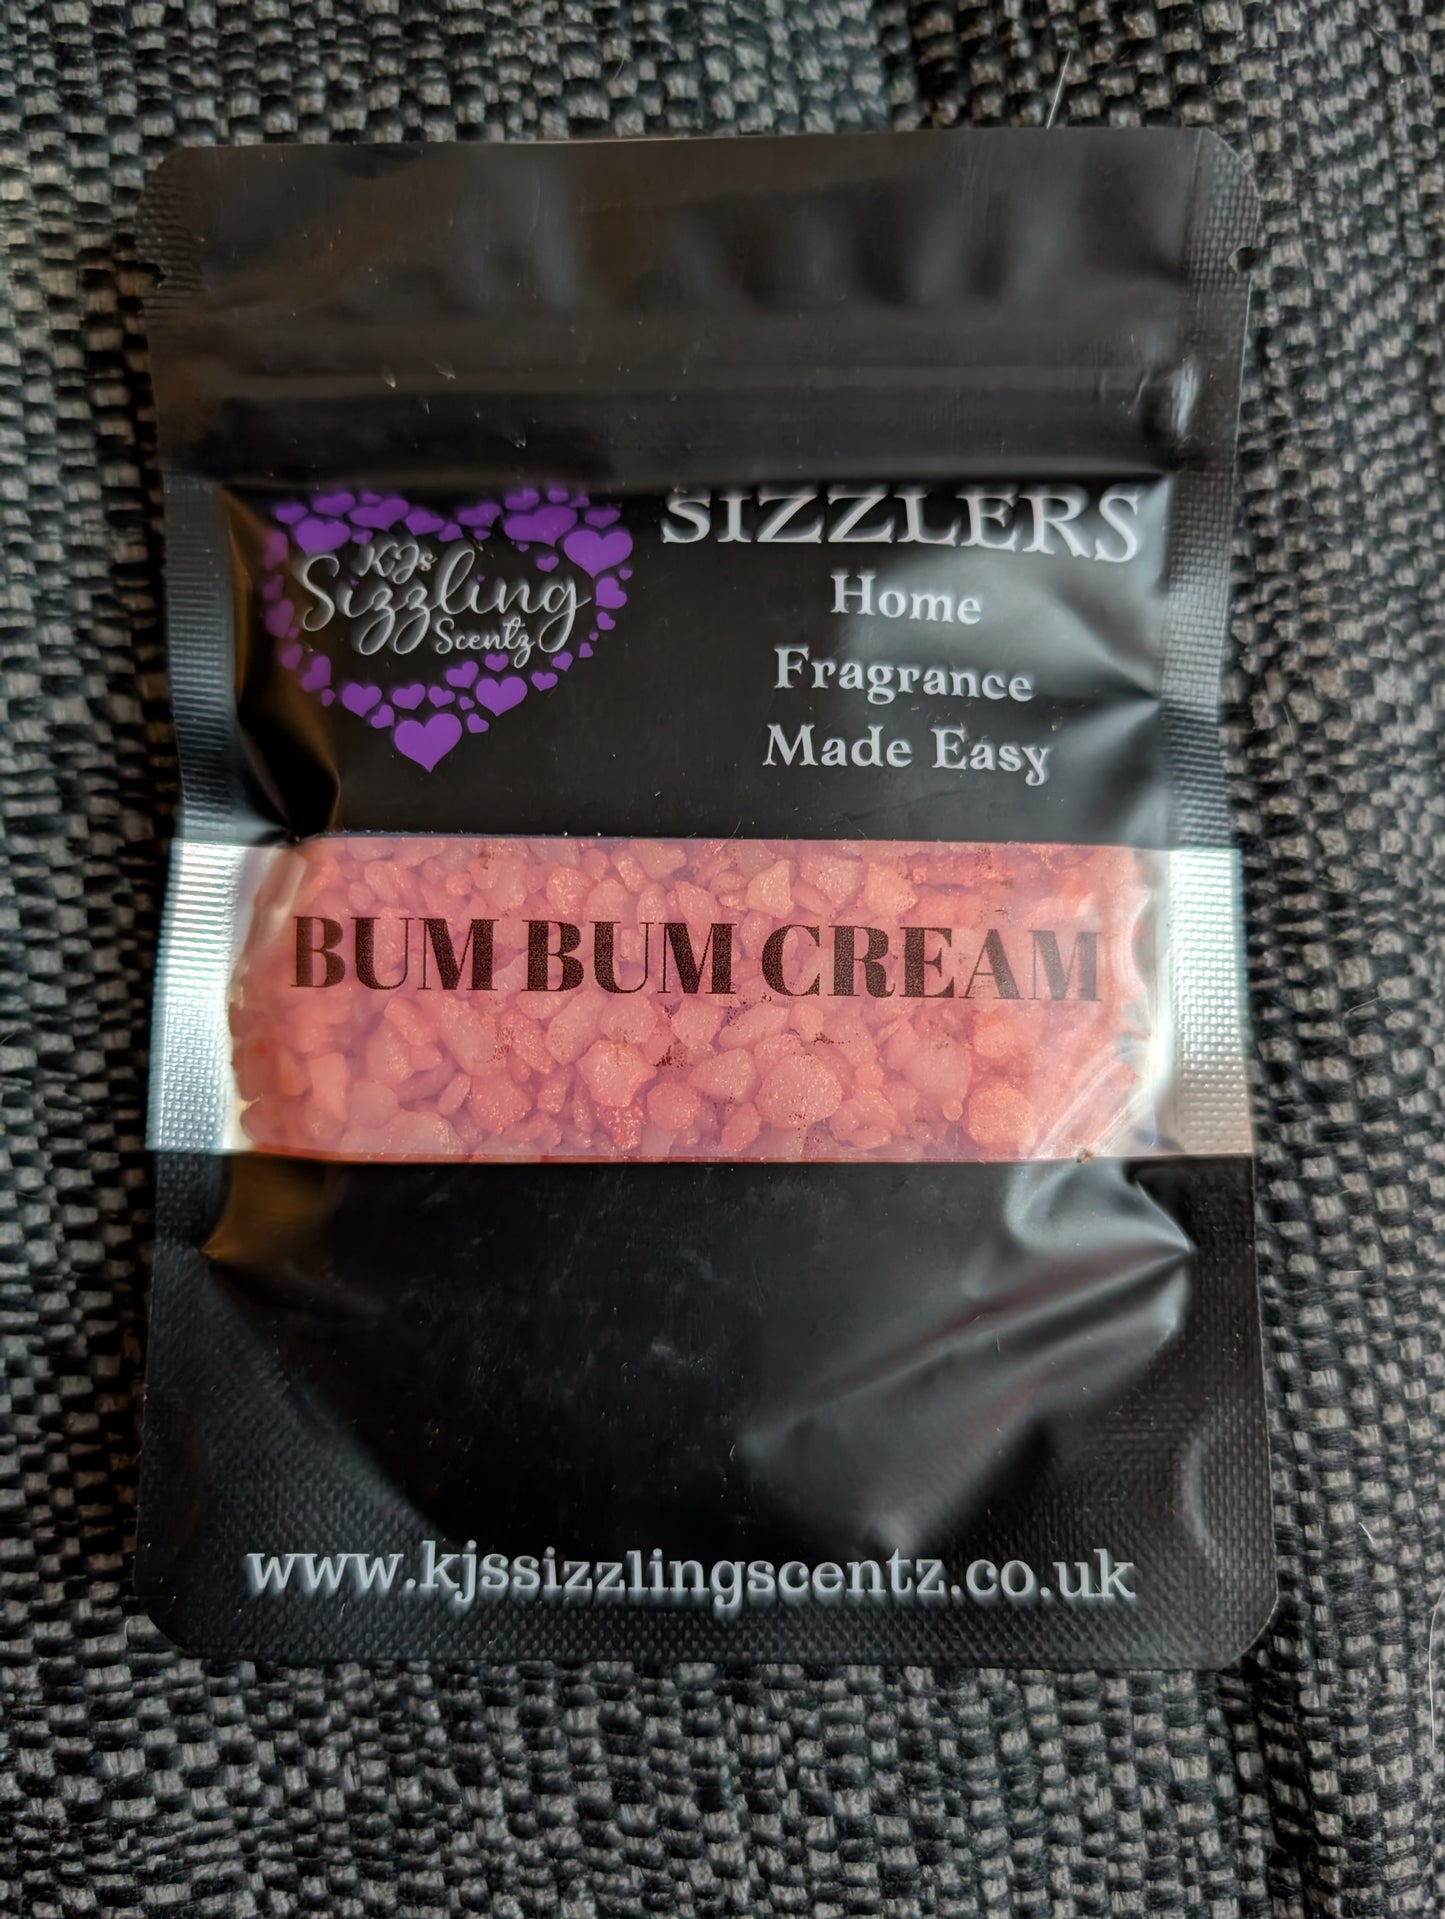 KJs
Sizzling
Scentz
SIZZLERS
Home
Fragrance
Made Easy
BUM BUM CREAM
www.kjssizzlingscentz.co.uk